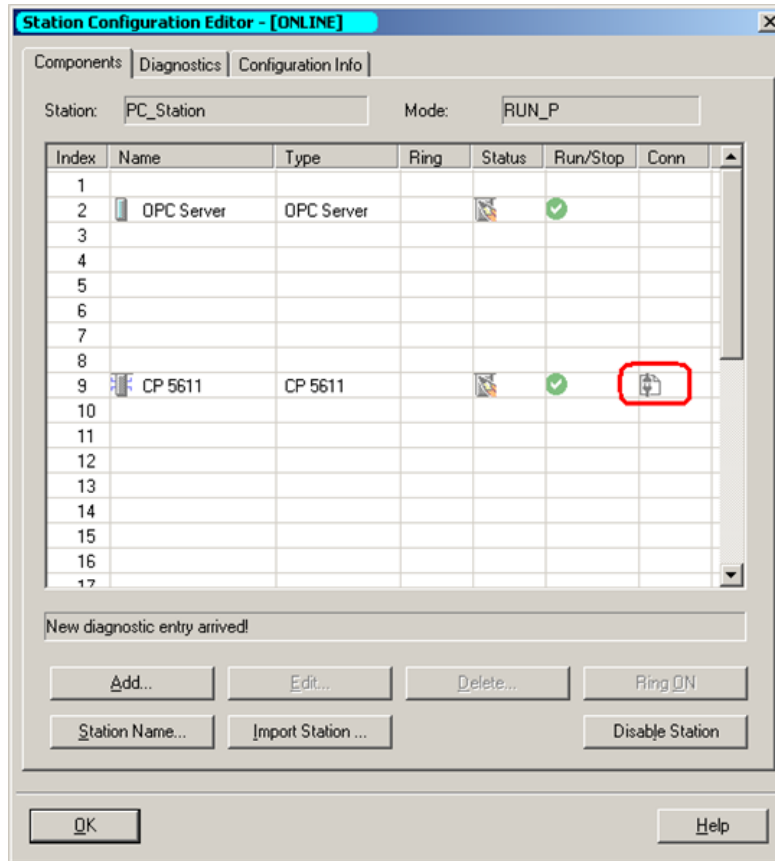 Station Configuration Editor - [ONLINE]
Components Diagnostics Configuration Info
Station: PC_Station Mode: RUN_P
Index Name Type Ring Status Run/Stop Conn
1
2 OPC Server OPC Server
3
4
5
6
7
8
9 CP 5611 CP 5611
10
11
12
13
14
15
16
17
New diagnostic entry arrived!
Add... Edit... Delete... Ring ON
Station Name... Import Station ... Disable Station
OK Help